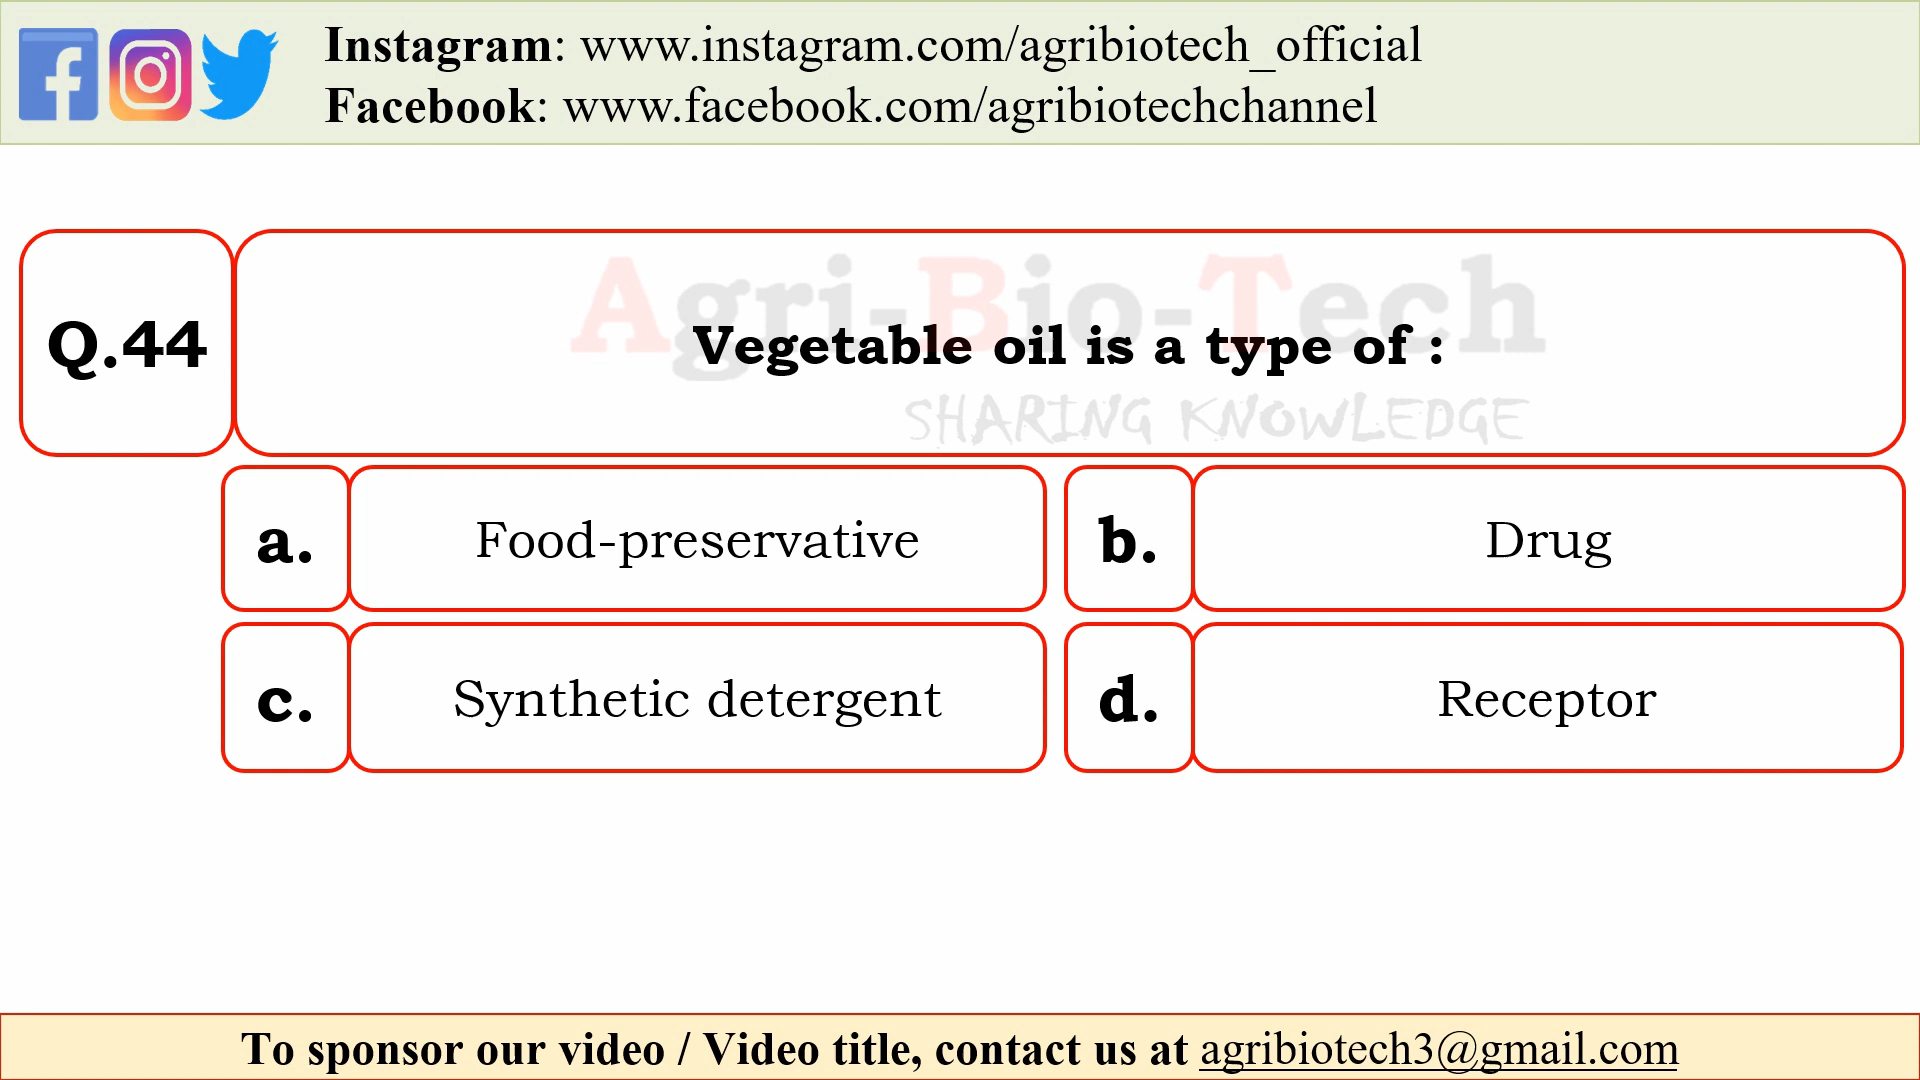 Instagram: www.instagram.com/agribiotech_official
Facebook: www.facebook.com/agribiotechchannel
Agri-Bio-Tech
SHARING KNOWLEDGE
Q.44
Vegetable oil is a type of :
a. Food-preservative
b. Drug
c. Synthetic detergent
d. Receptor
To sponsor our video / Video title, contact us at agribiotech3@gmail.com